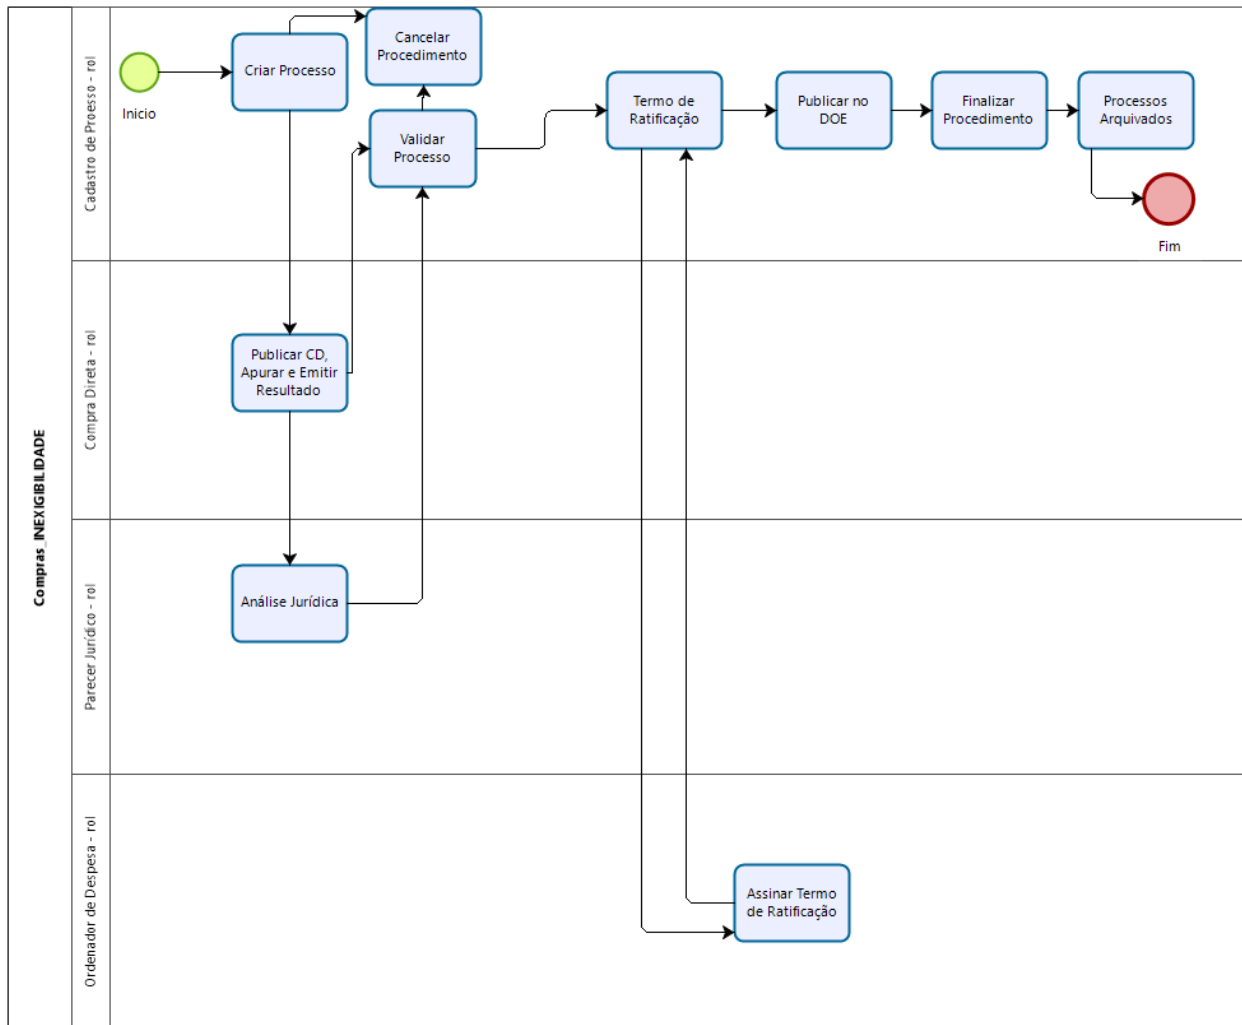 Compras_INEXIGIBILIDADE
Cadastro de Proesso - rol
Inicio
Criar Processo
Cancelar
Procedimento
Validar
Processo
Termo de
Ratificação
Publicar no
DOE
Finalizar
Procedimento
Processos
Arquivados
Fim
Compra Direta - rol
Publicar CD,
Apurar e Emitir
Resultado
Parecer Jurídico - rol
Análise Jurídica
Ordenador de Despesa - rol
Assinar Termo
de Ratificação